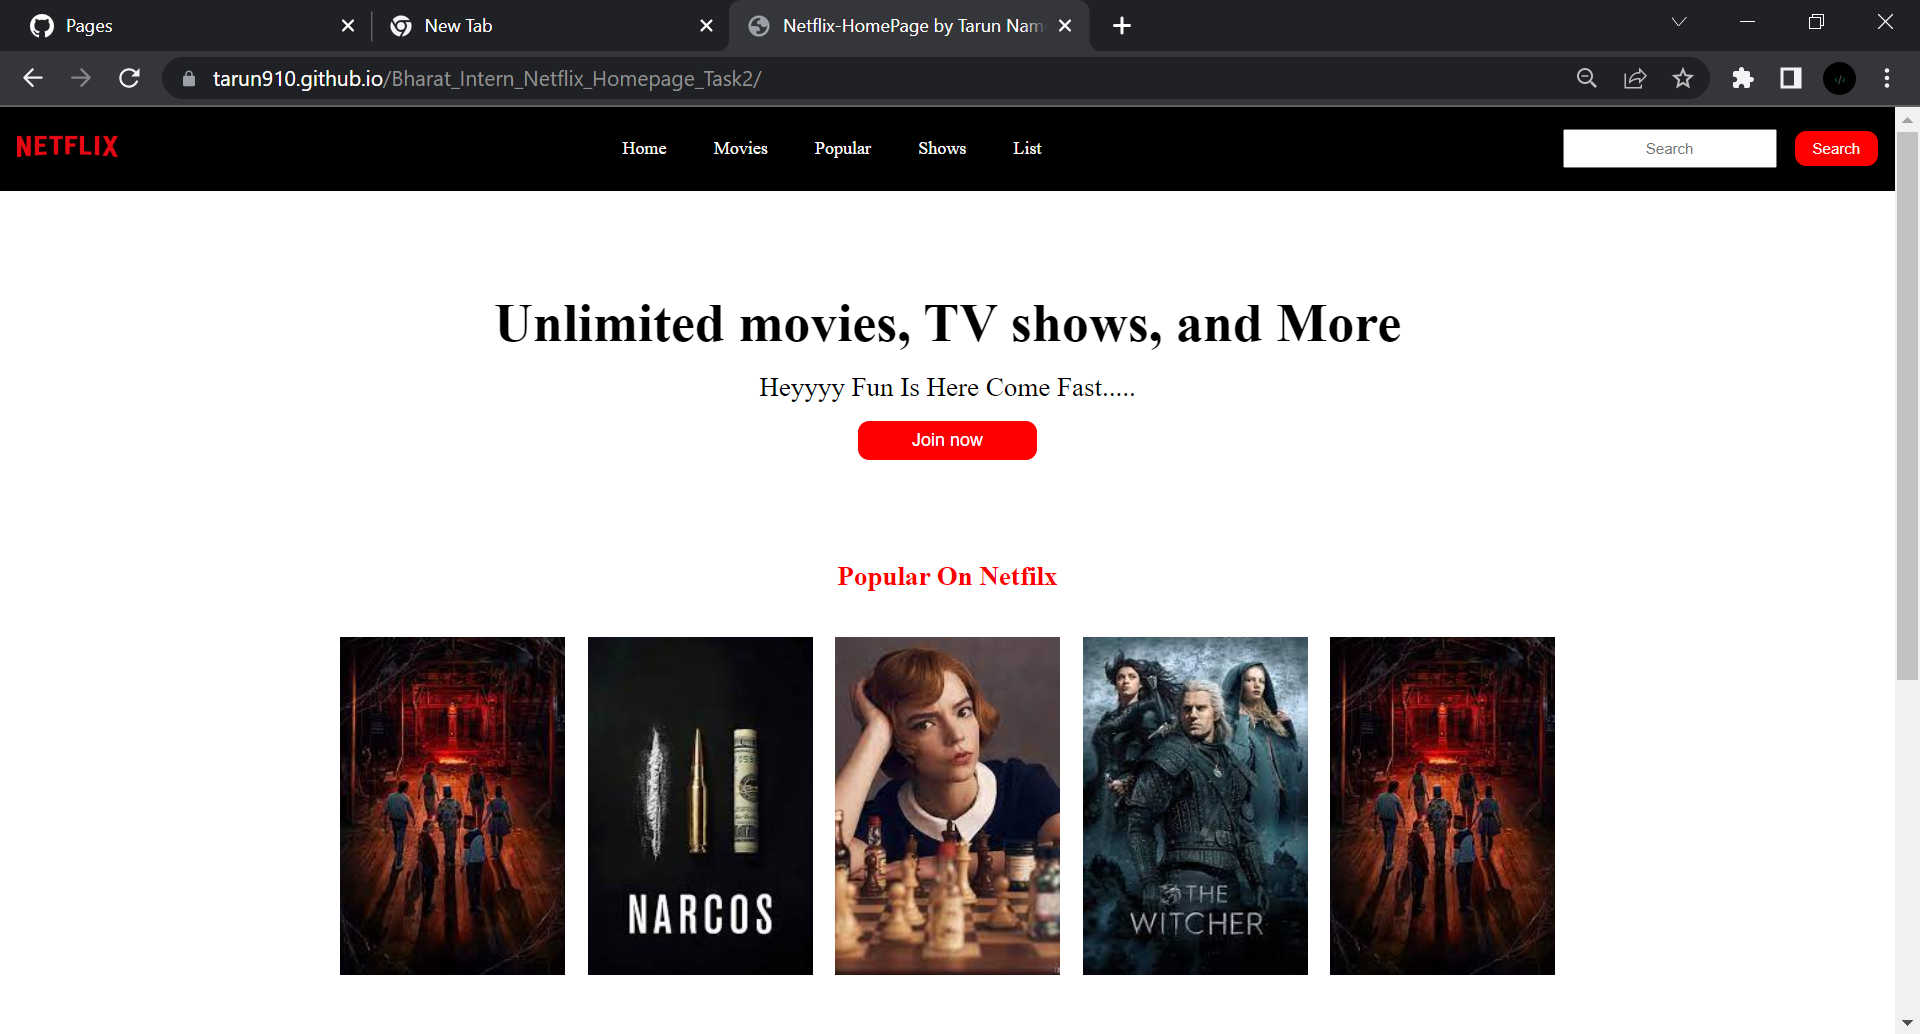 Pages
New Tab
Netflix-HomePage by Tarun Nam
tarun910.github.io/Bharat_Intern_Netflix_Homepage_Task2/
NETFLIX Home Movies Popular Shows List Search Search
Unlimited movies, TV shows, and More
Heyyyy Fun Is Here Come Fast.....
Join now
Popular On Netfilx
NARCOS
THE
WITCHER